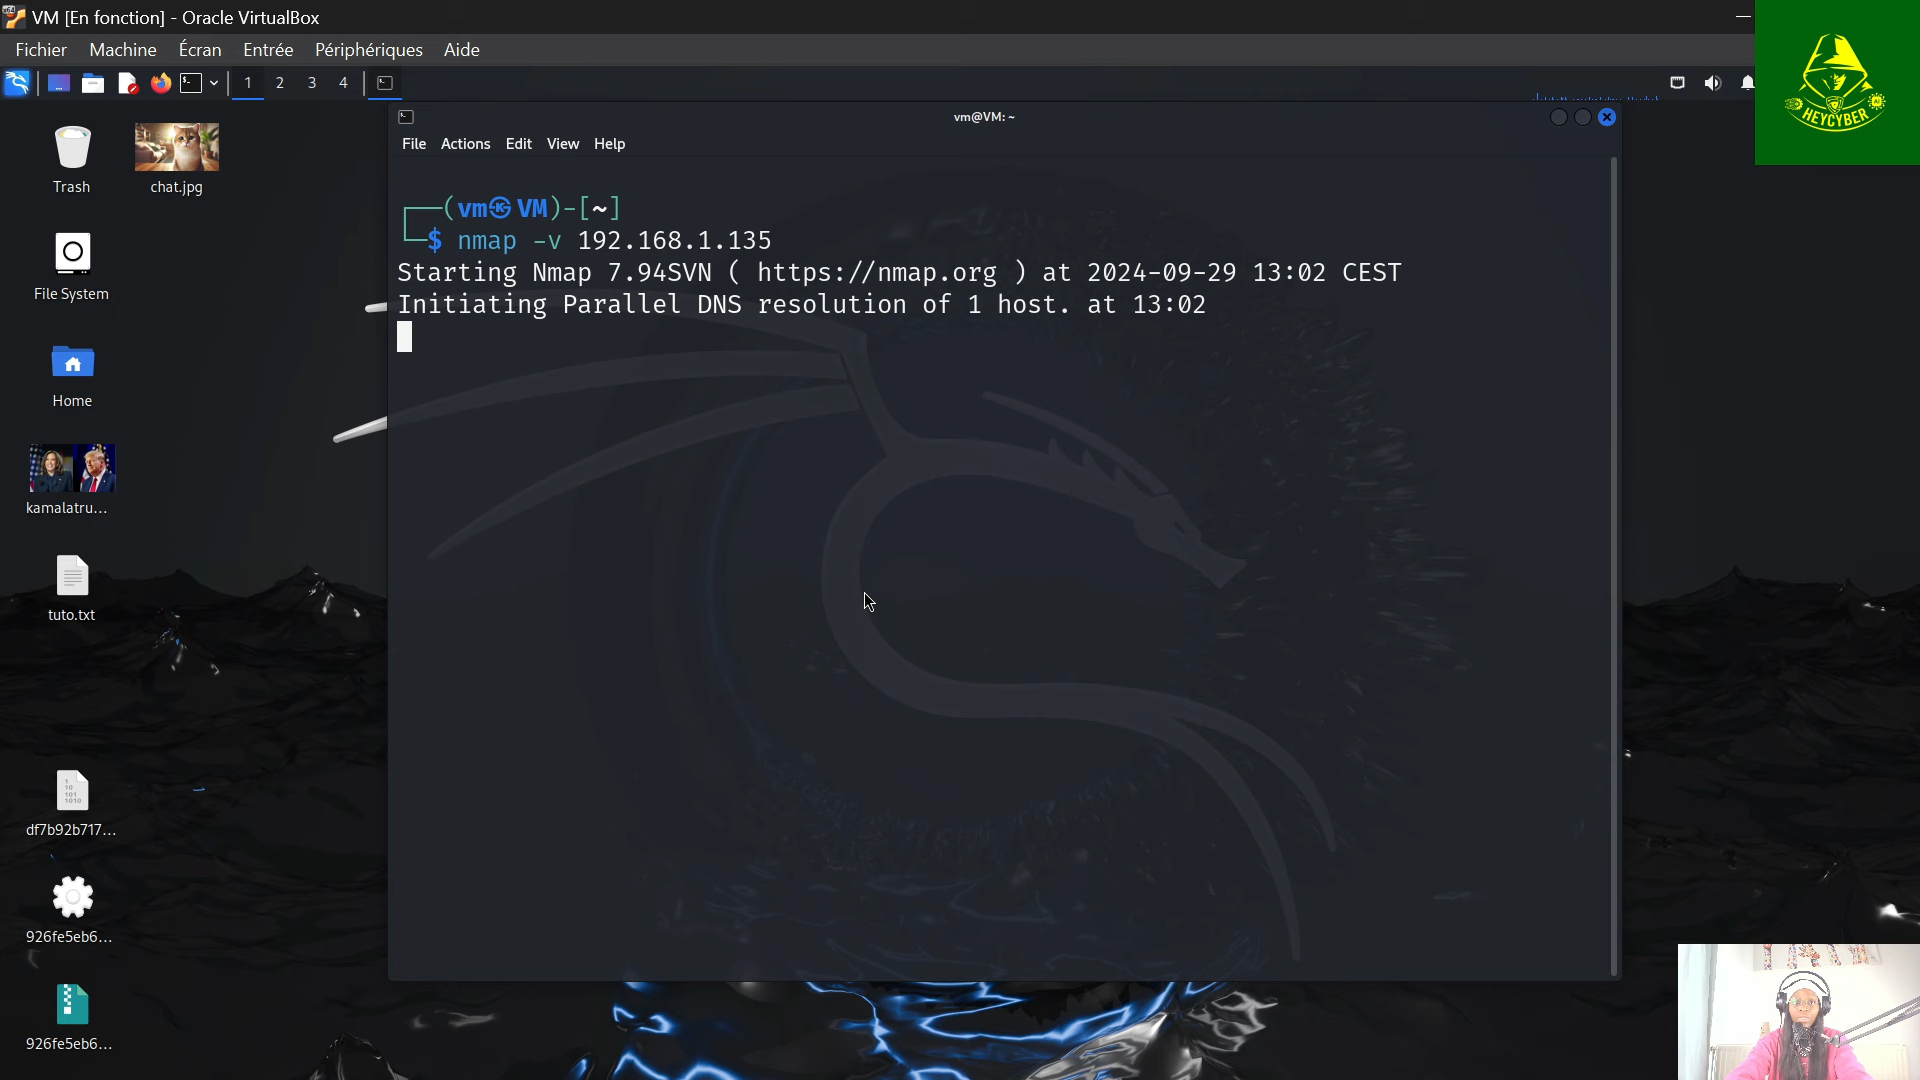 VM [En fonction] - Oracle VirtualBox
Fichier Machine Écran Entrée Périphériques Aide
1 2 3 4
HEYCYBER
vm@VM: ~
File Actions Edit View Help
Trash
chat.jpg
File System
Home
kamalatru...
tuto.txt
df7b92b717...
926fe5eb6...
926fe5eb6...
┌──(vm㉿VM)-[~]
└─$ nmap -v 192.168.1.135
Starting Nmap 7.94SVN ( https://nmap.org ) at 2024-09-29 13:02 CEST
Initiating Parallel DNS resolution of 1 host. at 13:02